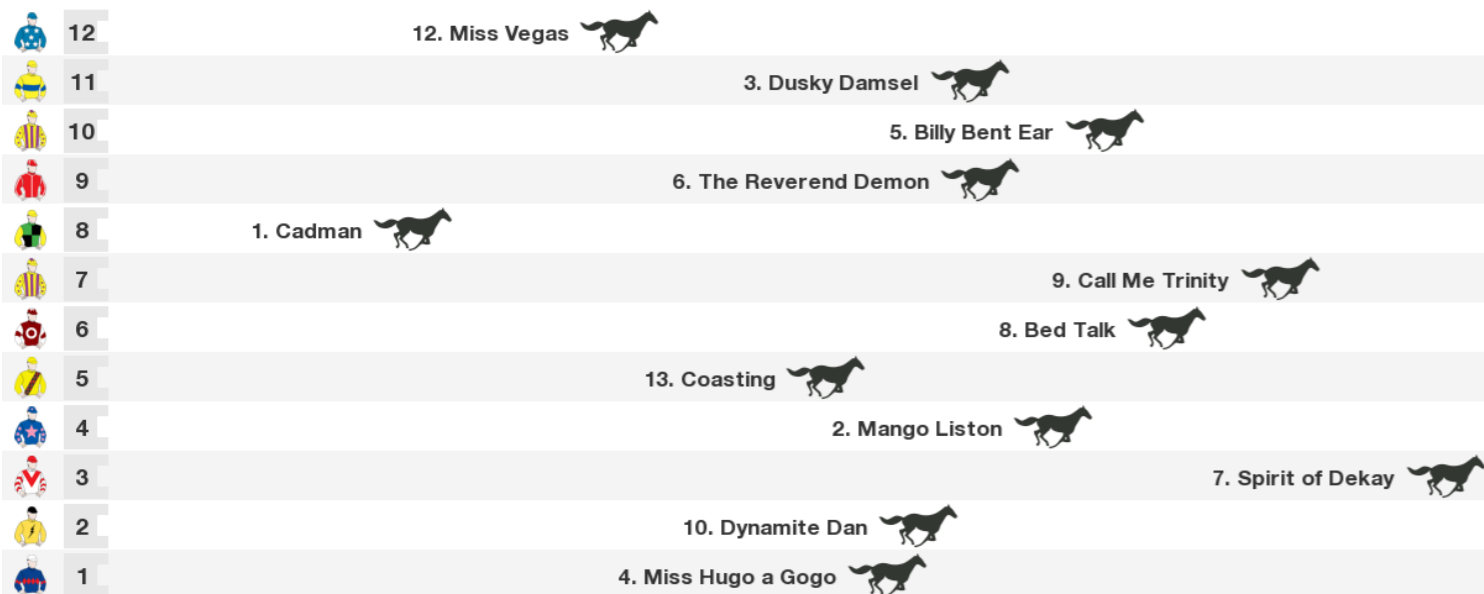 12 12. Miss Vegas
11 3. Dusky Damsel
10 5. Billy Bent Ear
9 6. The Reverend Demon
8 1. Cadman
7 9. Call Me Trinity
6 8. Bed Talk
5 13. Coasting
4 2. Mango Liston
3 7. Spirit of Dekay
2 10. Dynamite Dan
1 4. Miss Hugo a Gogo